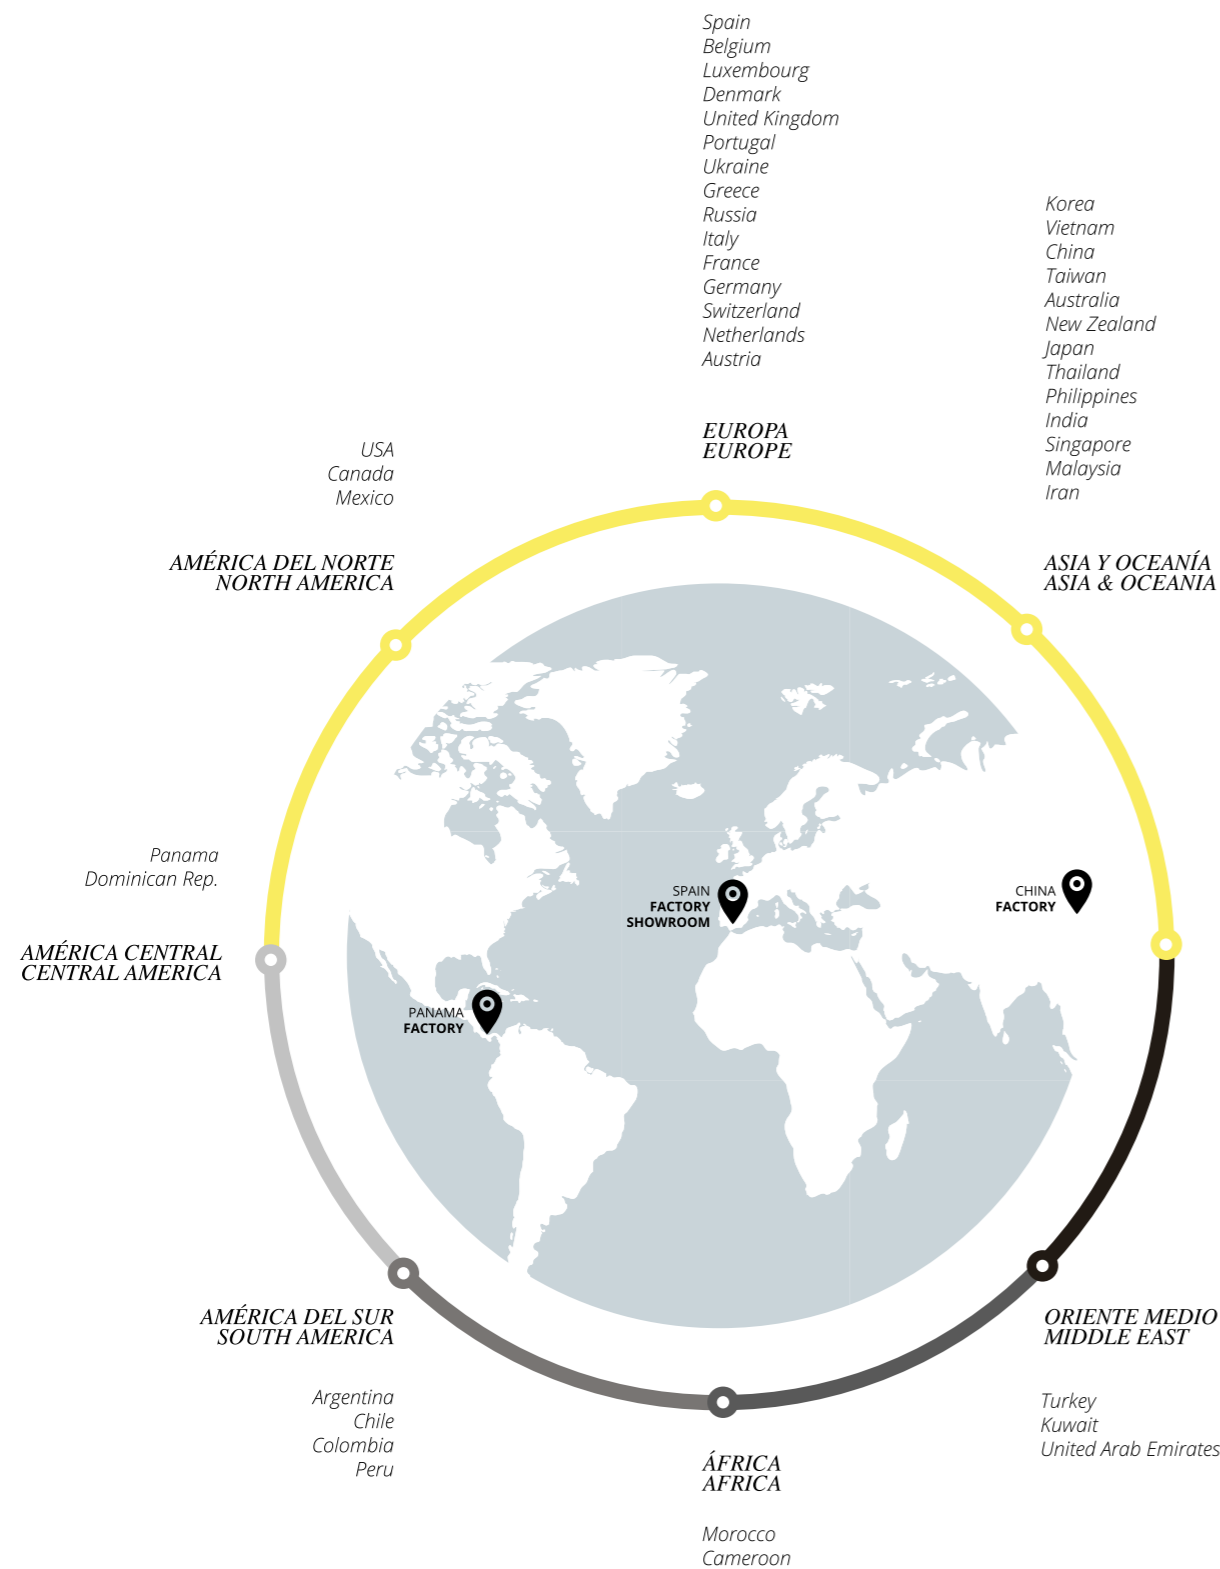 Spain
Belgium
Luxembourg
Denmark
United Kingdom
Portugal
Ukraine
Greece
Russia
Italy
France
Germany
Switzerland
Netherlands
Austria
EUROPA
EUROPE
Korea
Vietnam
China
Taiwan
Australia
New Zealand
Japan
Thailand
Philippines
India
Singapore
Malaysia
Iran
ASIA Y OCEANÍA
ASIA & OCEANIA
USA
Canada
Mexico
AMÉRICA DEL NORTE
NORTH AMERICA
Panama
Dominican Rep.
AMÉRICA CENTRAL
CENTRAL AMERICA
SPAIN
FACTORY
SHOWROOM
CHINA
FACTORY
PANAMA
FACTORY
AMÉRICA DEL SUR
SOUTH AMERICA
Argentina
Chile
Colombia
Peru
ÁFRICA
AFRICA
Morocco
Cameroon
ORIENTE MEDIO
MIDDLE EAST
Turkey
Kuwait
United Arab Emirates